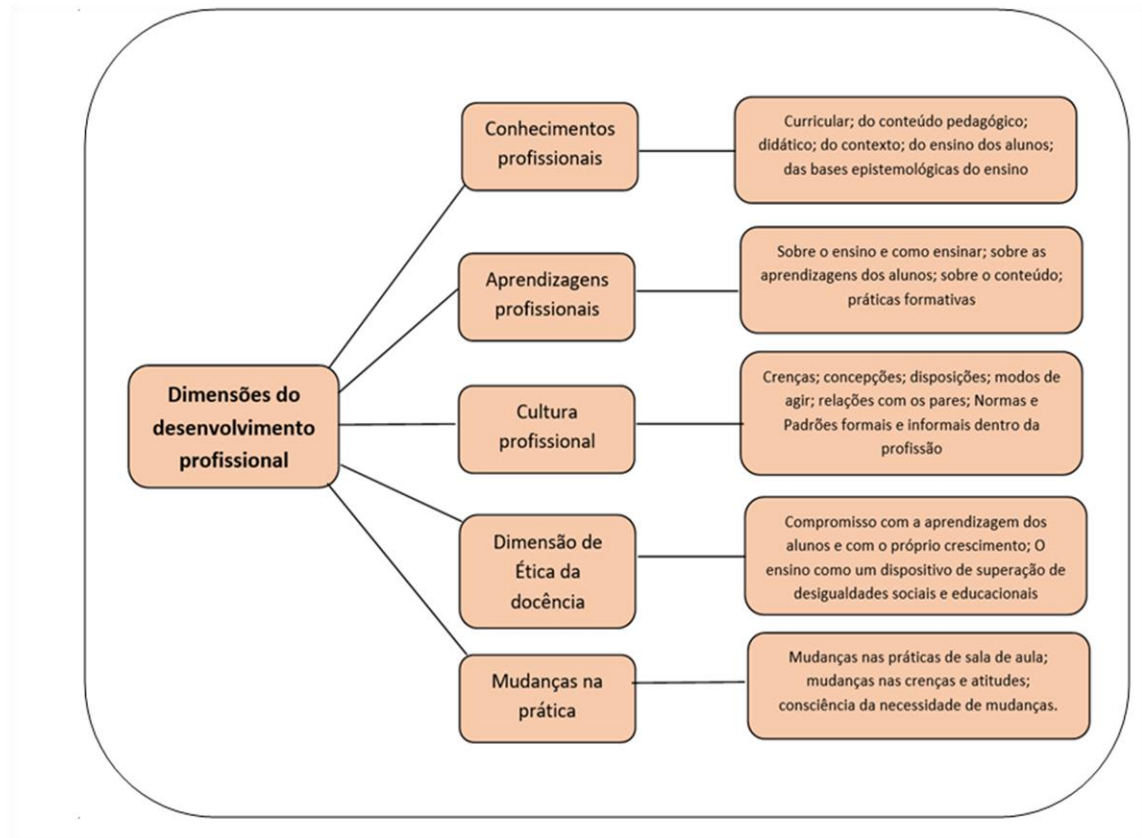 Dimensões do
desenvolvimento
profissional
Conhecimentos
profissionais
Curricular; do conteúdo pedagógico;
didático; do contexto; do ensino dos alunos;
das bases epistemológicas do ensino
Aprendizagens
profissionais
Sobre o ensino e como ensinar; sobre as
aprendizagens dos alunos; sobre o conteúdo;
práticas formativas
Cultura
profissional
Crenças; concepções; disposições; modos de
agir; relações com os pares; Normas e
Padrões formais e informais dentro da
profissão
Dimensão de
Ética da
docência
Compromisso com a aprendizagem dos
alunos e com o próprio crescimento; O
ensino como um dispositivo de superação de
desigualdades sociais e educacionais
Mudanças na
prática
Mudanças nas práticas de sala de aula;
mudanças nas crenças e atitudes;
consciência da necessidade de mudanças.